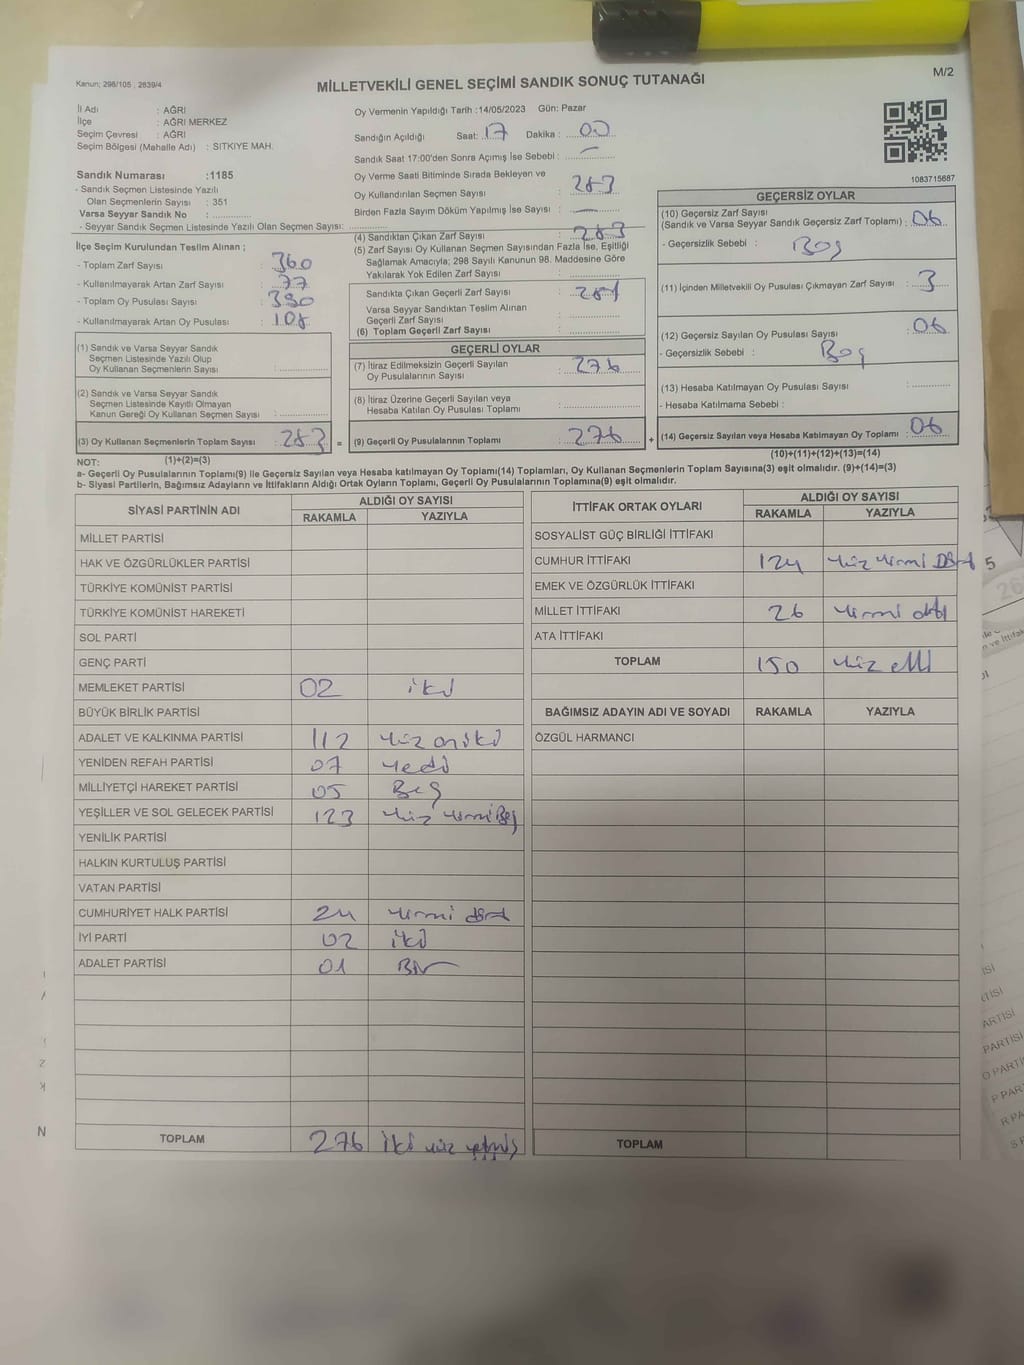 Kanun; 298/105 , 2839/4
MİLLETVEKİLİ GENEL SEÇİMİ SANDIK SONUÇ TUTANAĞI
M/2
İl Adı : AĞRI
İlçe : AĞRI MERKEZ
Seçim Çevresi : AĞRI
Seçim Bölgesi (Mahalle Adı) : SITKIYE MAH.
Oy Vermenin Yapıldığı Tarih :14/05/2023 Gün: Pazar
Sandığın Açıldığı Saat: 17 Dakika : 00
Sandık Saat 17:00'den Sonra Açımış İse Sebebi : –
Oy Verme Saati Bitiminde Sırada Bekleyen ve
Oy Kullandırılan Seçmen Sayısı 283
Birden Fazla Sayım Döküm Yapılmış İse Sayısı : —
1083715687
Sandık Numarası :1185
- Sandık Seçmen Listesinde Yazılı
Olan Seçmenlerin Sayısı : 351
Varsa Seyyar Sandık No :
- Seyyar Sandık Seçmen Listesinde Yazılı Olan Seçmen Sayısı:
İlçe Seçim Kurulundan Teslim Alınan ;
- Toplam Zarf Sayısı : 360
- Kullanılmayarak Artan Zarf Sayısı : 77
- Toplam Oy Pusulası Sayısı :
- Kullanılmayarak Artan Oy Pusulası : 108
(1) Sandık ve Varsa Seyyar Sandık
Seçmen Listesinde Yazılı Olup
Oy Kullanan Seçmenlerin Sayısı :
(2) Sandık ve Varsa Seyyar Sandık
Seçmen Listesinde Kayıtlı Olmayan
Kanun Gereği Oy Kullanan Seçmen Sayısı :
(3) Oy Kullanan Seçmenlerin Toplam Sayısı : 283 =
(1)+(2)=(3)
(4) Sandıktan Çıkan Zarf Sayısı : 283
(5) Zarf Sayısı Oy Kullanan Seçmen Sayısından Fazla İse, Eşitliği
Sağlamak Amacıyla; 298 Sayılı Kanunun 98. Maddesine Göre
Yakılarak Yok Edilen Zarf Sayısı :
Sandıkta Çıkan Geçerli Zarf Sayısı :
Varsa Seyyar Sandıktan Teslim Alınan
Geçerli Zarf Sayısı :
(6) Toplam Geçerli Zarf Sayısı :
GEÇERLİ OYLAR
(7) İtiraz Edilmeksizin Geçerli Sayılan
Oy Pusulalarının Sayısı : 276
(8) İtiraz Üzerine Geçerli Sayılan veya
Hesaba Katılan Oy Pusulası Toplamı :
(9) Geçerli Oy Pusulalarının Toplamı : 276 +
GEÇERSİZ OYLAR
(10) Geçersiz Zarf Sayısı
(Sandık ve Varsa Seyyar Sandık Geçersiz Zarf Toplamı) : 06
- Geçersizlik Sebebi : Boş
(11) İçinden Milletvekili Oy Pusulası Çıkmayan Zarf Sayısı : 3
(12) Geçersiz Sayılan Oy Pusulası Sayısı : 06
- Geçersizlik Sebebi : Boş
(13) Hesaba Katılmayan Oy Pusulası Sayısı :
- Hesaba Katılmama Sebebi :
(14) Geçersiz Sayılan veya Hesaba Katılmayan Oy Toplamı : 06
(10)+(11)+(12)+(13)=(14)
NOT:
a- Geçerli Oy Pusulalarının Toplamı(9) ile Geçersiz Sayılan veya Hesaba katılmayan Oy Toplamı(14) Toplamları, Oy Kullanan Seçmenlerin Toplam Sayısına(3) eşit olmalıdır. (9)+(14)=(3)
b- Siyasi Partilerin, Bağımsız Adayların ve İttifakların Aldığı Ortak Oyların Toplamı, Geçerli Oy Pusulalarının Toplamına(9) eşit olmalıdır.
SİYASİ PARTİNİN ADI ALDIĞI OY SAYISI
RAKAMLA YAZIYLA
MİLLET PARTİSİ
HAK VE ÖZGÜRLÜKLER PARTİSİ
TÜRKİYE KOMÜNİST PARTİSİ
TÜRKİYE KOMÜNİST HAREKETİ
SOL PARTİ
GENÇ PARTİ
MEMLEKET PARTİSİ 02 iki
BÜYÜK BİRLİK PARTİSİ
ADALET VE KALKINMA PARTİSİ 112 Yüz oniki
YENİDEN REFAH PARTİSİ 07 Yedi
MİLLİYETÇİ HAREKET PARTİSİ 05 Beş
YEŞİLLER VE SOL GELECEK PARTİSİ 123 Yüz Yirmi Beş
YENİLİK PARTİSİ
HALKIN KURTULUŞ PARTİSİ
VATAN PARTİSİ
CUMHURİYET HALK PARTİSİ 24 Yirmi dört
İYİ PARTİ 02 iki
ADALET PARTİSİ 01 Bir
TOPLAM 276 iki yüz yetmiş
İTTİFAK ORTAK OYLARI ALDIĞI OY SAYISI
RAKAMLA YAZIYLA
SOSYALİST GÜÇ BİRLİĞİ İTTİFAKI
CUMHUR İTTİFAKI 124 Yüz Yirmi Dört
EMEK VE ÖZGÜRLÜK İTTİFAKI
MİLLET İTTİFAKI 26 Yirmi altı
ATA İTTİFAKI
TOPLAM 150 Yüz elli
BAĞIMSIZ ADAYIN ADI VE SOYADI RAKAMLA YAZIYLA
ÖZGÜL HARMANCI
TOPLAM